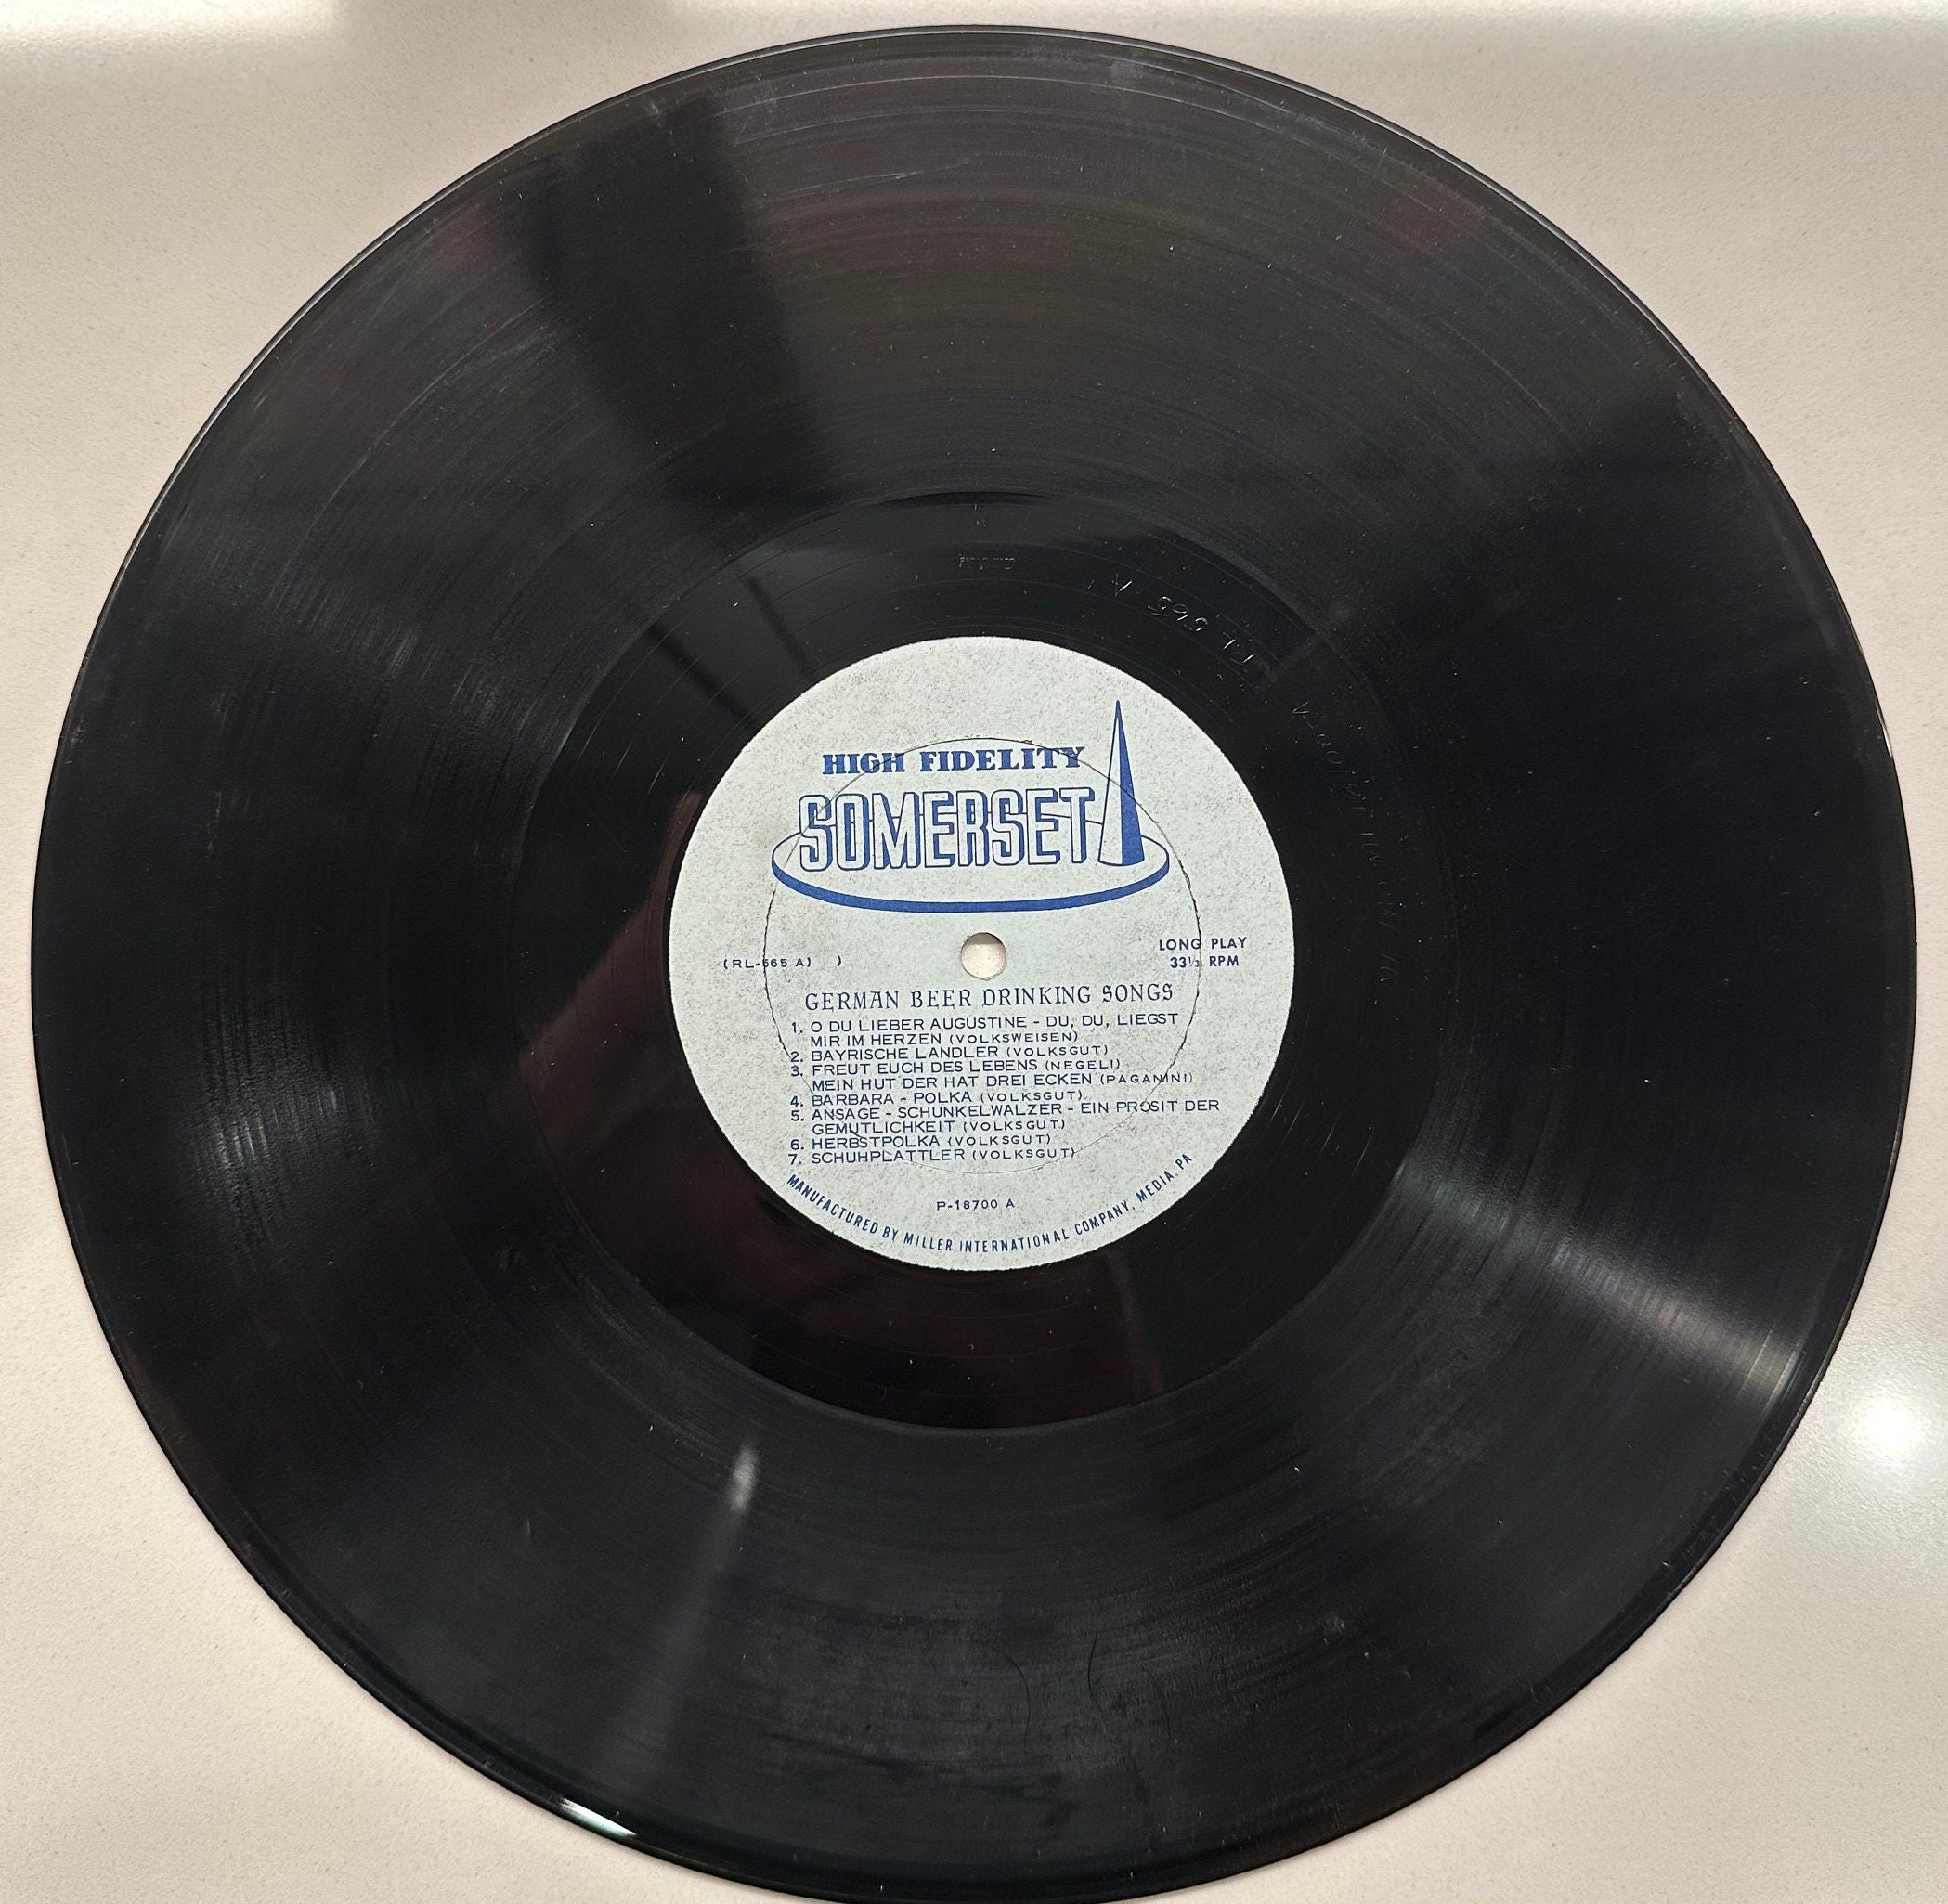 HIGH FIDELITY
SOMERSET
(RL-565 A) )
LONG PLAY
33⅓ RPM
GERMAN BEER DRINKING SONGS
1. O DU LIEBER AUGUSTINE - DU, DU, LIEGST
MIR IM HERZEN (VOLKSWEISEN)
2. BAYRISCHE LANDLER (VOLKSGUT)
3. FREUT EUCH DES LEBENS (NEGELI)
MEIN HUT DER HAT DREI ECKEN (PAGANINI)
4. BARBARA - POLKA (VOLKSGUT)
5. ANSAGE - SCHUNKELWALZER - EIN PROSIT DER
GEMUTLICHKEIT (VOLKSGUT)
6. HERBSTPOLKA (VOLKSGUT)
7. SCHUHPLATTLER (VOLKSGUT)
P-18700 A
MANUFACTURED BY MILLER INTERNATIONAL COMPANY, MEDIA, PA
RL 565 A